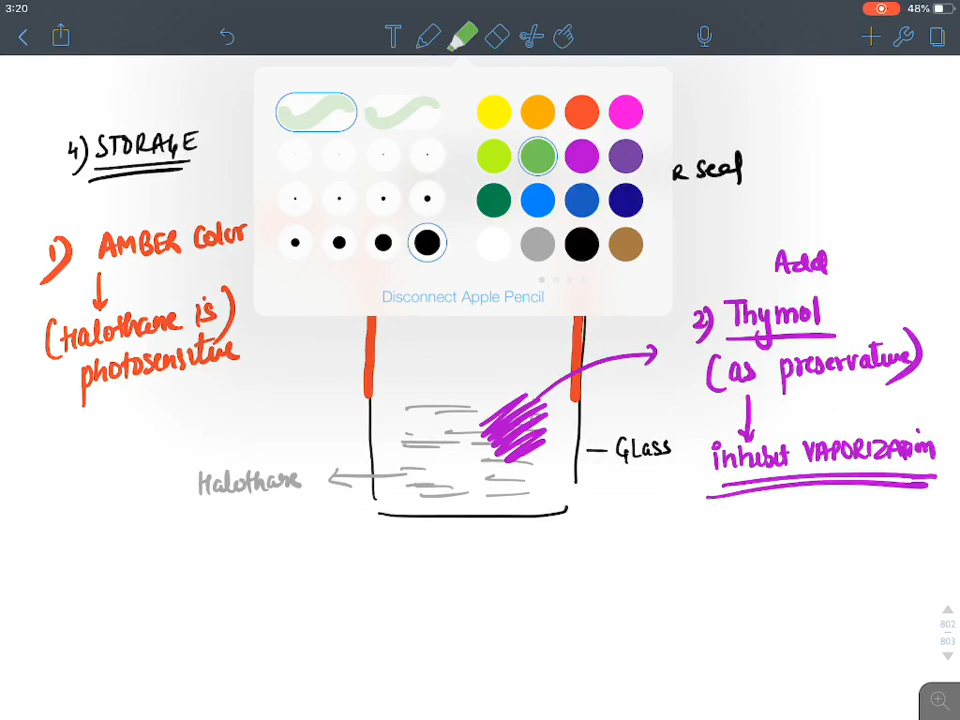 3:20
48%
T
Disconnect Apple Pencil
4) STORAGE
R seal
1) AMBER Color
(Halothane is)
photosensitive
Add
2) Thymol
(as preservative)
inhibit VAPORIZATION
Glass
Halothane
802
803